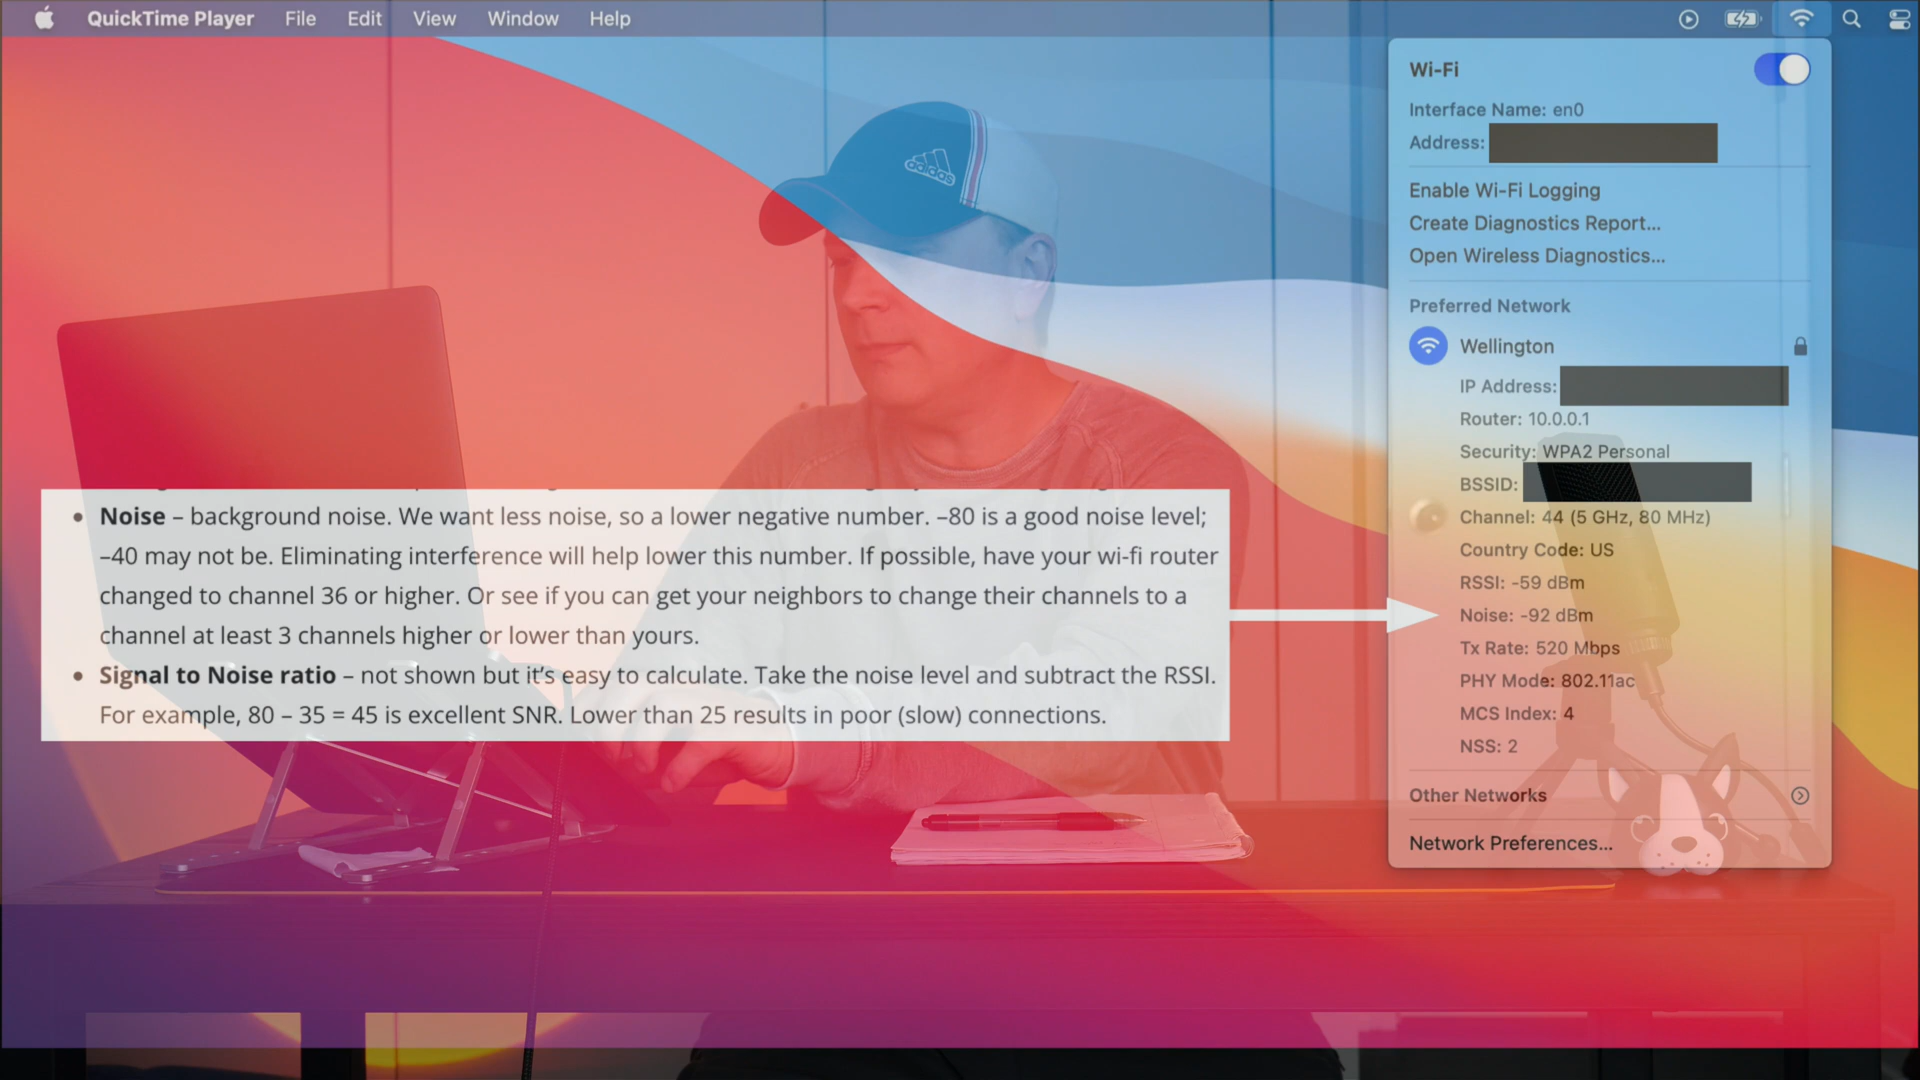 QuickTime Player File Edit View Window Help
Wi-Fi
Interface Name: en0
Address:
Enable Wi-Fi Logging
Create Diagnostics Report...
Open Wireless Diagnostics...
Preferred Network
Wellington
IP Address:
Router: 10.0.0.1
Security: WPA2 Personal
BSSID:
Channel: 44 (5 GHz, 80 MHz)
Country Code: US
RSSI: -59 dBm
Noise: -92 dBm
Tx Rate: 520 Mbps
PHY Mode: 802.11ac
MCS Index: 4
NSS: 2
Other Networks
Network Preferences...
adidas
• Noise – background noise. We want less noise, so a lower negative number. –80 is a good noise level;
–40 may not be. Eliminating interference will help lower this number. If possible, have your wi-fi router
changed to channel 36 or higher. Or see if you can get your neighbors to change their channels to a
channel at least 3 channels higher or lower than yours.
• Signal to Noise ratio – not shown but it’s easy to calculate. Take the noise level and subtract the RSSI.
For example, 80 – 35 = 45 is excellent SNR. Lower than 25 results in poor (slow) connections.